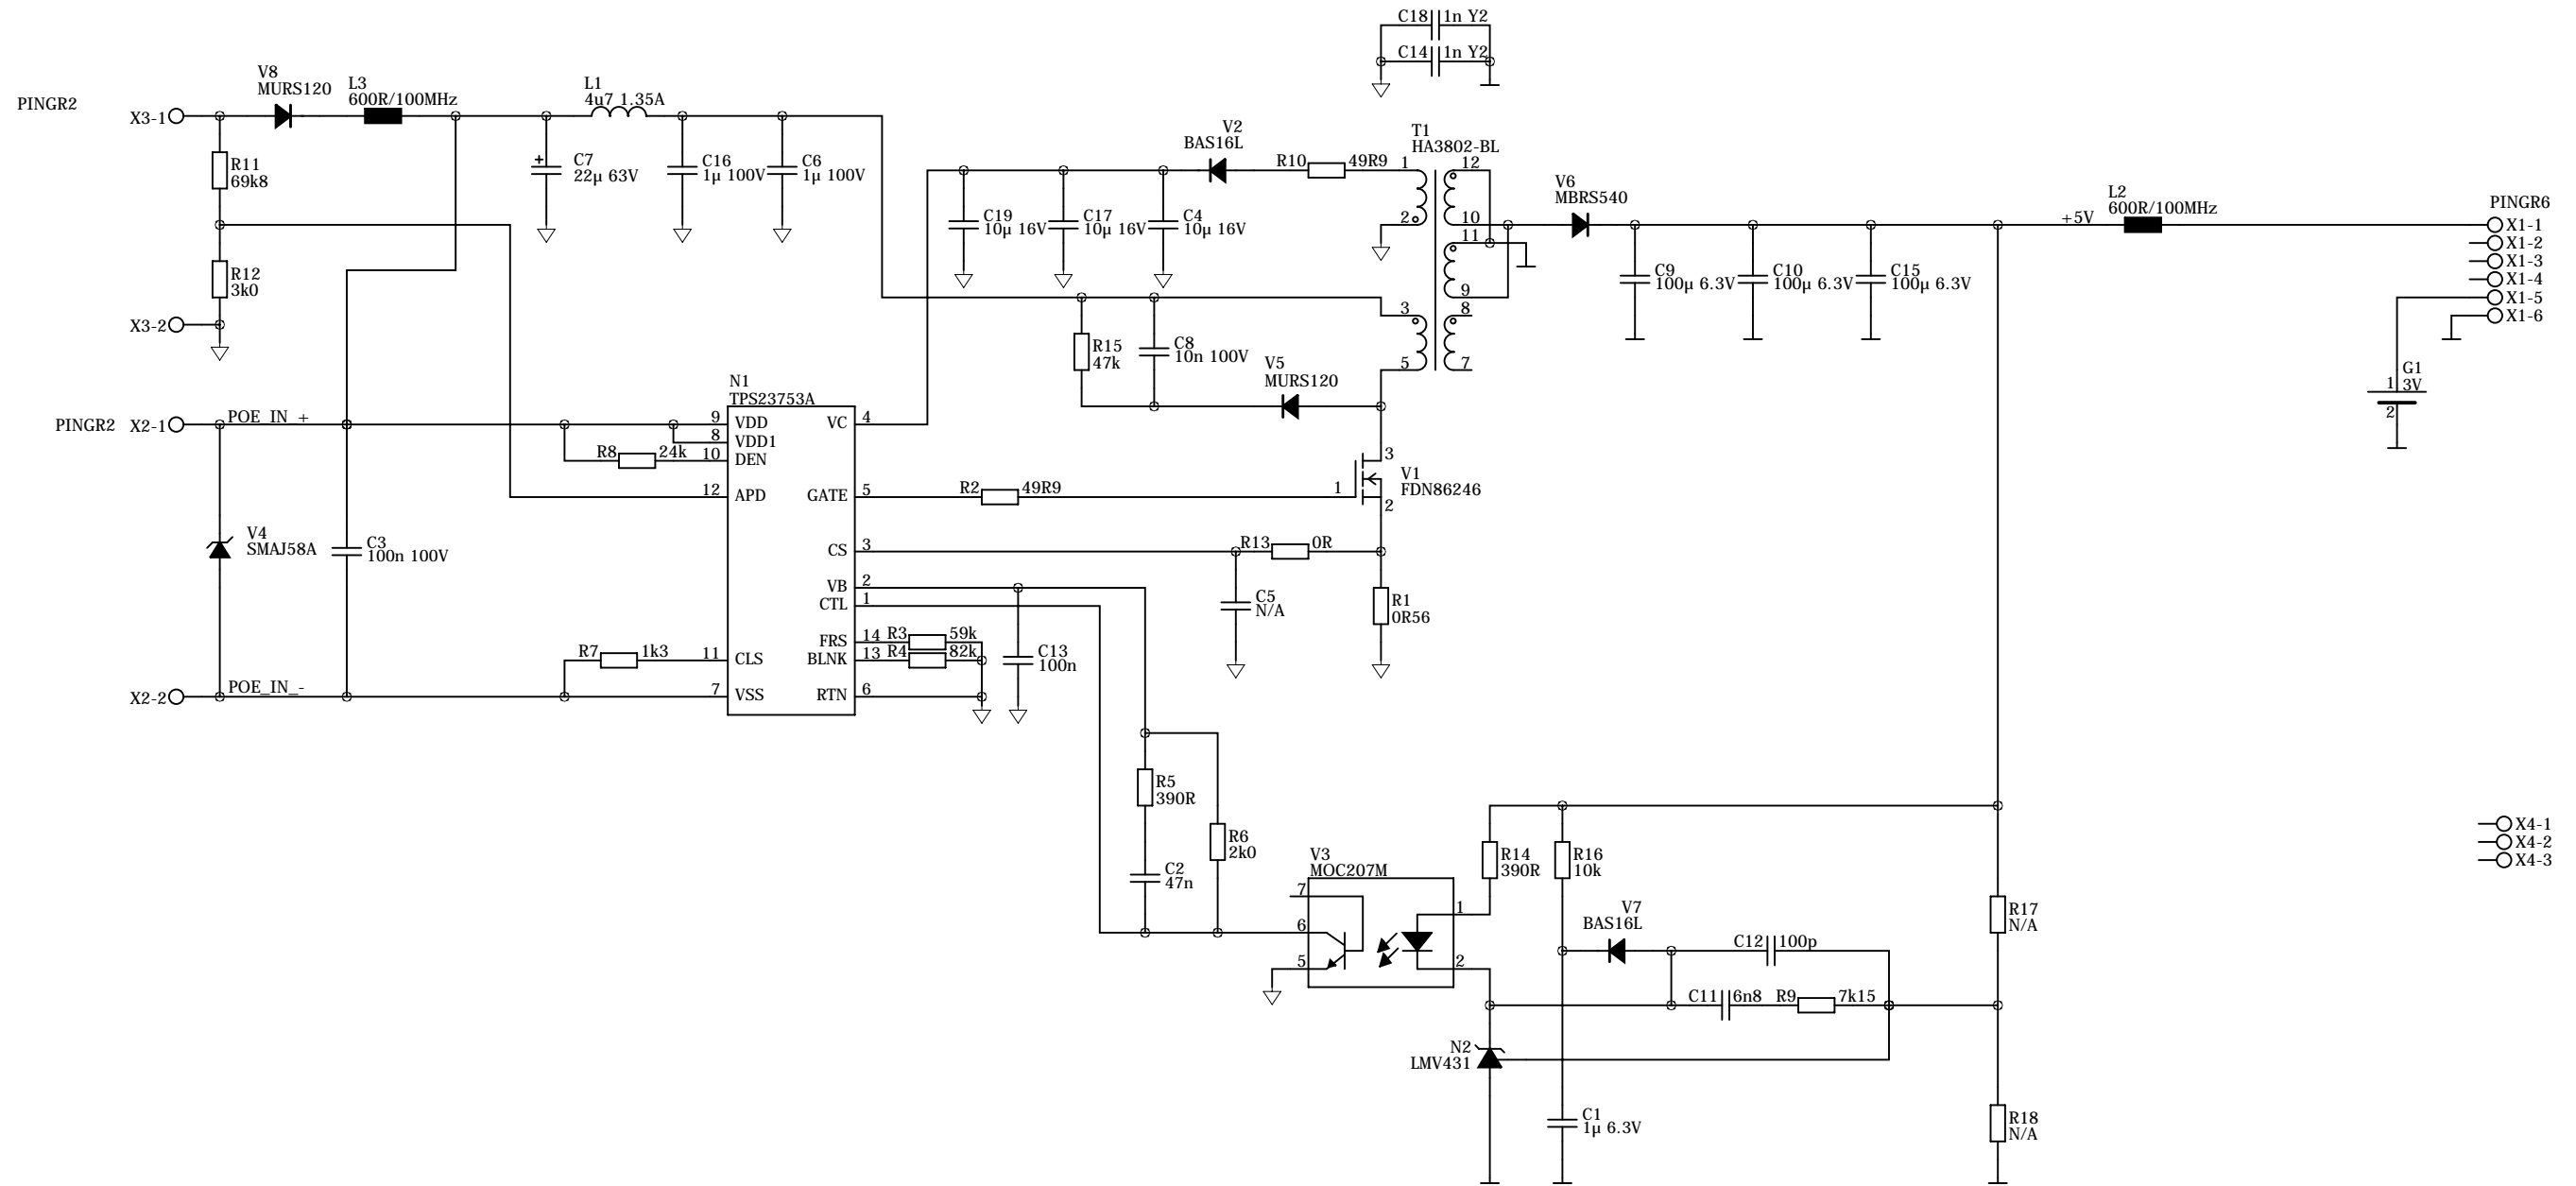 C18 1n Y2
C14 1n Y2
PINGR2
X3-1
V8
MURS120
L3
600R/100MHz
L1
4u7 1.35A
R11
69k8
C7
22µ 63V
C16
1µ 100V
C6
1µ 100V
R12
3k0
X3-2
V2
BAS16L
R10 49R9
T1
HA3802-BL
1
12
2
10
11
9
3
8
5
7
C19
10µ 16V
C17
10µ 16V
C4
10µ 16V
V6
MBRS540
C9
100µ 6.3V
C10
100µ 6.3V
C15
100µ 6.3V
+5V
L2
600R/100MHz
PINGR6
X1-1
X1-2
X1-3
X1-4
X1-5
X1-6
G1
1 3V
2
R15
47k
C8
10n 100V
V5
MURS120
PINGR2 X2-1
POE_IN_+
N1
TPS23753A
9 VDD
8 VDD1
R8 24k 10 DEN
12 APD
R7 1k3 11 CLS
7 VSS
VC 4
GATE 5
CS 3
VB 2
CTL 1
FRS 14 R3 59k
BLNK 13 R4 82k
RTN 6
V4
SMAJ58A
C3
100n 100V
X2-2
POE_IN_-
R2 49R9
1
3
2
V1
FDN86246
R13 0R
C5
N/A
R1
0R56
C13
100n
R5
390R
R6
2k0
C2
47n
V3
MOC207M
7
6
5
1
2
R14
390R
R16
10k
V7
BAS16L
C12 100p
C11 6n8
R9 7k15
R17
N/A
N2
LMV431
C1
1µ 6.3V
R18
N/A
X4-1
X4-2
X4-3